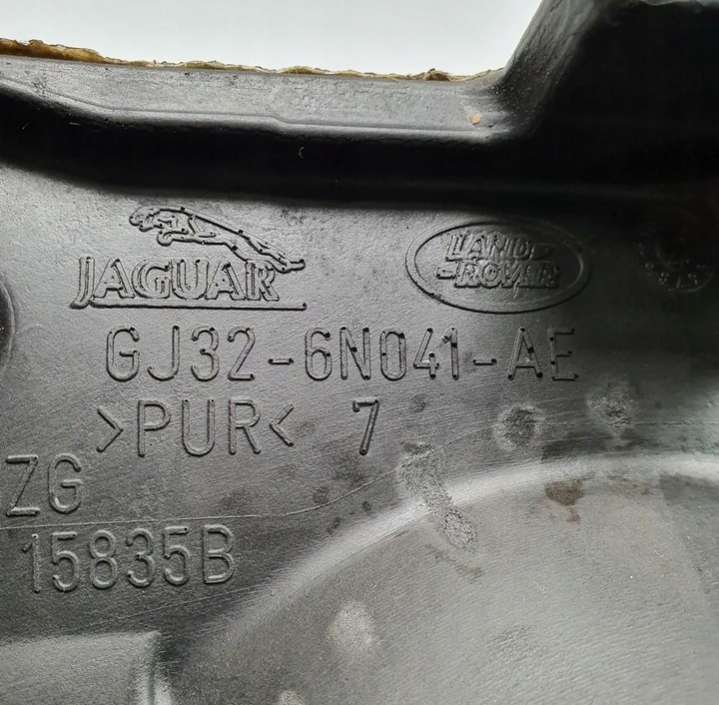 JAGUAR
LAND-
-ROVER
GJ32-6N041-AE
>PUR< 7
ZG
15835B